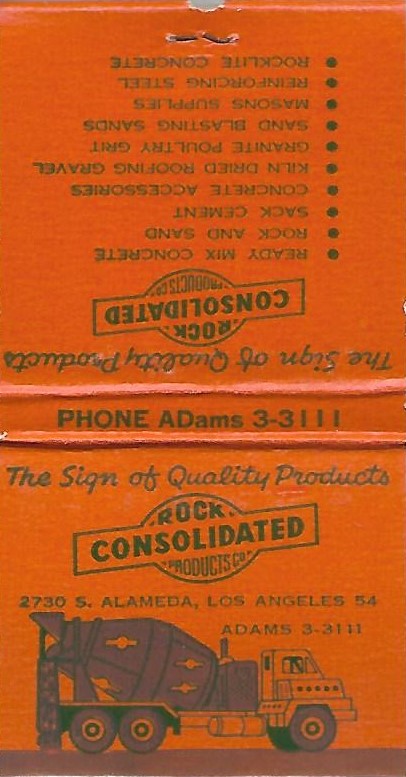 The Sign of Quality Products
ROCK
CONSOLIDATED
PRODUCTS CO.
• READY MIX CONCRETE
• ROCK AND SAND
• SACK CEMENT
• CONCRETE ACCESSORIES
• KILN DRIED ROOFING GRAVEL
• GRANITE POULTRY GRIT
• SAND BLASTING SANDS
• MASONS SUPPLIES
• REINFORCING STEEL
• ROCKLITE CONCRETE
PHONE ADams 3-3111
The Sign of Quality Products
ROCK
CONSOLIDATED
PRODUCTS CO.
2730 S. ALAMEDA, LOS ANGELES 54
ADAMS 3-3111